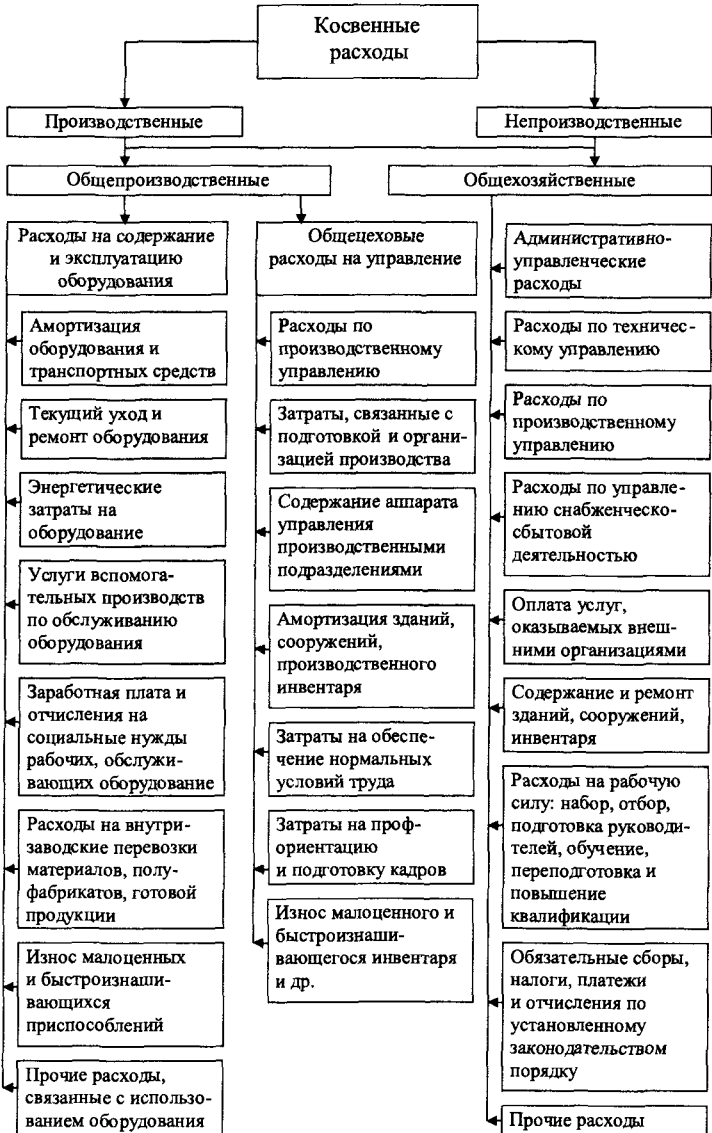 Косвенные
расходы
Производственные
Непроизводственные
Общепроизводственные
Общехозяйственные
Расходы на содержание
и эксплуатацию
оборудования
Амортизация
оборудования и
транспортных средств
Текущий уход и
ремонт оборудования
Энергетические
затраты на
оборудование
Услуги вспомога-
тельных производств
по обслуживанию
оборудования
Заработная плата и
отчисления на
социальные нужды
рабочих, обслужи-
вающих оборудование
Расходы на внутри-
заводские перевозки
материалов, полу-
фабрикатов, готовой
продукции
Износ малоценных
и быстроизнаши-
вающихся
приспособлений
Прочие расходы,
связанные с использо-
ванием оборудования
Общецеховые
расходы на управление
Расходы по
производственному
управлению
Затраты, связанные с
подготовкой и органи-
зацией производства
Содержание аппарата
управления
производственными
подразделениями
Амортизация зданий,
сооружений,
производственного
инвентаря
Затраты на обеспе-
чение нормальных
условий труда
Затраты на проф-
ориентацию
и подготовку кадров
Износ малоценного и
быстроизнаши-
вающегося инвентаря
и др.
Административно-
управленческие
расходы
Расходы по техничес-
кому управлению
Расходы по
производственному
управлению
Расходы по управле-
нию снабженческо-
сбытовой
деятельностью
Оплата услуг,
оказываемых внеш-
ними организациями
Содержание и ремонт
зданий, сооружений,
инвентаря
Расходы на рабочую
силу: набор, отбор,
подготовка руководи-
телей, обучение,
переподготовка и
повышение
квалификации
Обязательные сборы,
налоги, платежи
и отчисления по
установленному
законодательством
порядку
Прочие расходы